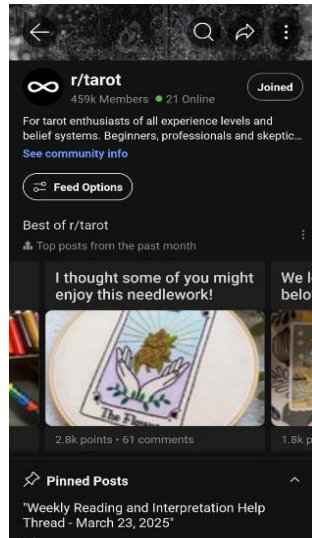 r/tarot
459k Members ● 21 Online
Joined
For tarot enthusiasts of all experience levels and
belief systems. Beginners, professionals and skeptic...
See community info
Feed Options
Best of r/tarot
Top posts from the past month
I thought some of you might
enjoy this needlework!
We l
belo
The Flowe
2.8k points • 61 comments
1.8k p
Pinned Posts
"Weekly Reading and Interpretation Help
Thread - March 23, 2025"